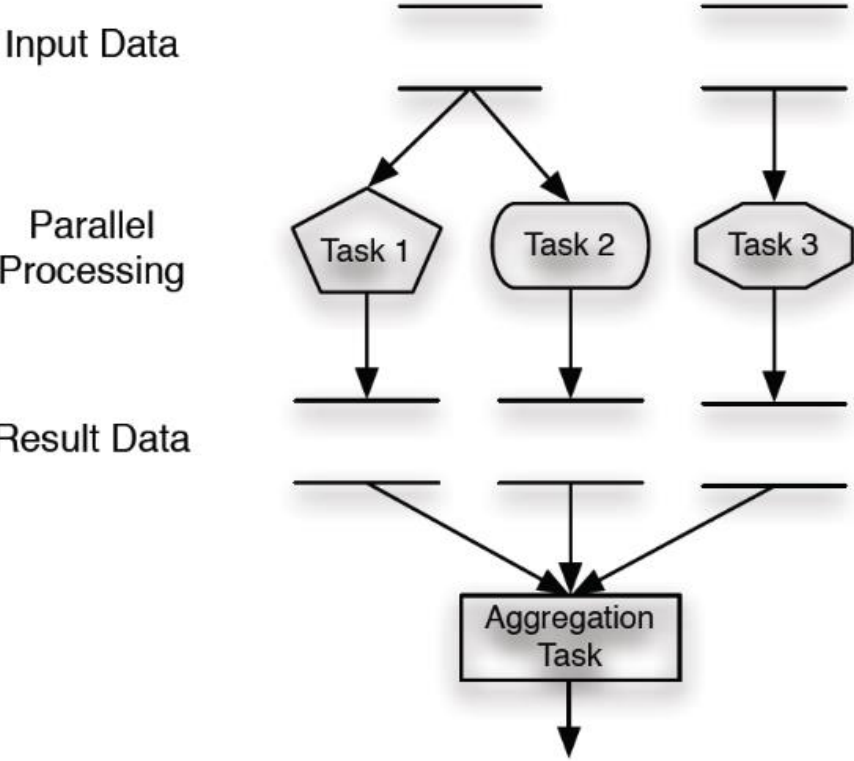 Input Data
Parallel
Processing
Task 1
Task 2
Task 3
Result Data
Aggregation
Task